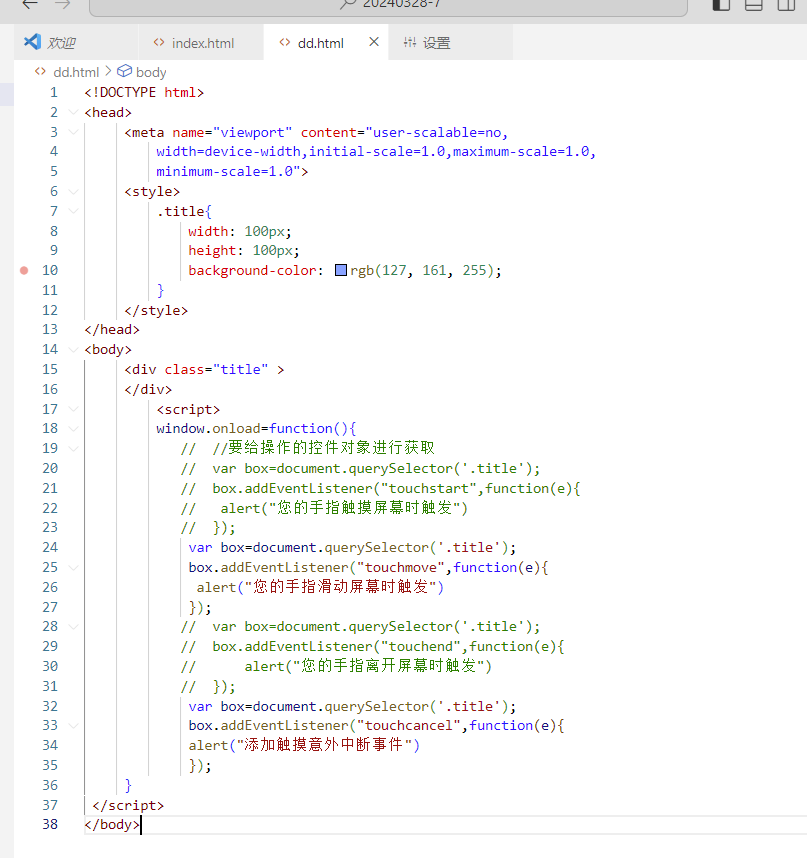 20240328-7
欢迎
index.html
dd.html
设置
dd.html > body
1 <!DOCTYPE html>
2 <head>
3 <meta name="viewport" content="user-scalable=no,
4 width=device-width,initial-scale=1.0,maximum-scale=1.0,
5 minimum-scale=1.0">
6 <style>
7 .title{
8 width: 100px;
9 height: 100px;
10 background-color: rgb(127, 161, 255);
11 }
12 </style>
13 </head>
14 <body>
15 <div class="title" >
16 </div>
17 <script>
18 window.onload=function(){
19 // //要给操作的控件对象进行获取
20 // var box=document.querySelector('.title');
21 // box.addEventListener("touchstart",function(e){
22 // alert("您的手指触摸屏幕时触发")
23 // });
24 var box=document.querySelector('.title');
25 box.addEventListener("touchmove",function(e){
26 alert("您的手指滑动屏幕时触发")
27 });
28 // var box=document.querySelector('.title');
29 // box.addEventListener("touchend",function(e){
30 // alert("您的手指离开屏幕时触发")
31 // });
32 var box=document.querySelector('.title');
33 box.addEventListener("touchcancel",function(e){
34 alert("添加触摸意外中断事件")
35 });
36 }
37 </script>
38 </body>